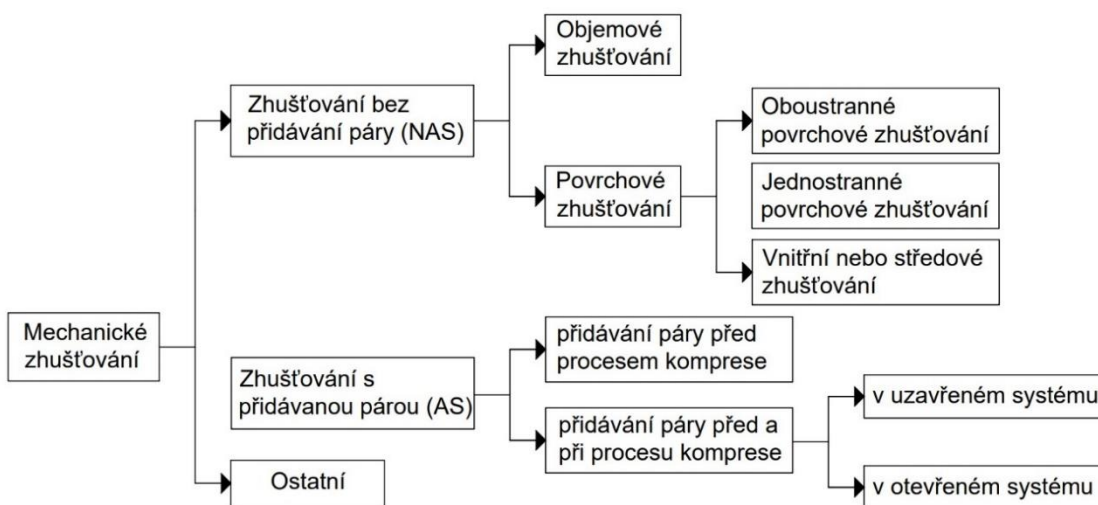 Objemové
zhušťování
Zhušťování bez
přidávání páry (NAS)
Oboustranné
povrchové zhušťování
Povrchové
zhušťování
Jednostranné
povrchové zhušťování
Vnitřní nebo středové
zhušťování
Mechanické
zhušťování
přidávání páry před
procesem komprese
Zhušťování s
přidávanou párou (AS)
v uzavřeném systému
přidávání páry před a
při procesu komprese
Ostatní
v otevřeném systému